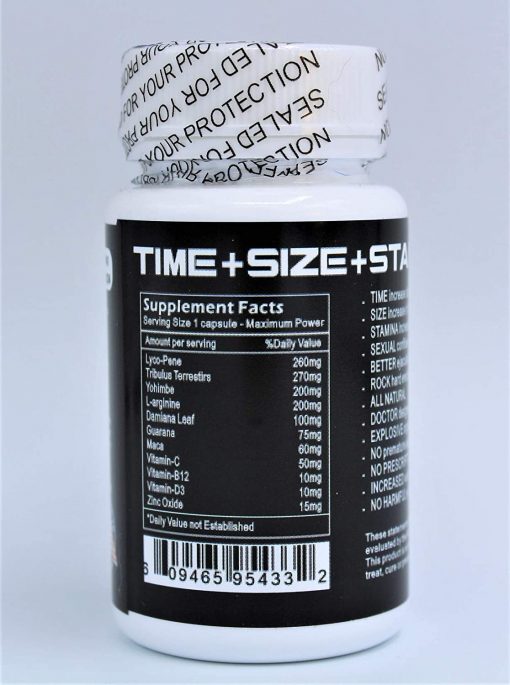 FOR YOUR PROTECTION
SEALED FOR YOUR
YOUR PROTECTION
SEALED FOR
TIME+SIZE+STA
Supplement Facts
Serving Size 1 capsule - Maximum Power
Amount per serving %Daily Value
Lyco-Pene 260mg
Tribulus Terrestirs 270mg
Yohimbe 200mg
L-arginine 200mg
Damiana Leaf 100mg
Guarana 75mg
Maca 60mg
Vitamin-C 50mg
Vitamin-B12 10mg
Vitamin-D3 10mg
Zinc Oxide 15mg
*Daily Value not Established
6 09465 95433 2
. TIME increase
. SIZE increase
. STAMINA
. SEXUAL
. BETTER
. ROCK hard
. ALL NATURAL
. DOCTOR
. EXPLOSIVE
. NO
. NO
. INCREASED
. NO
These
evaluated by the
This product
treat, cure or